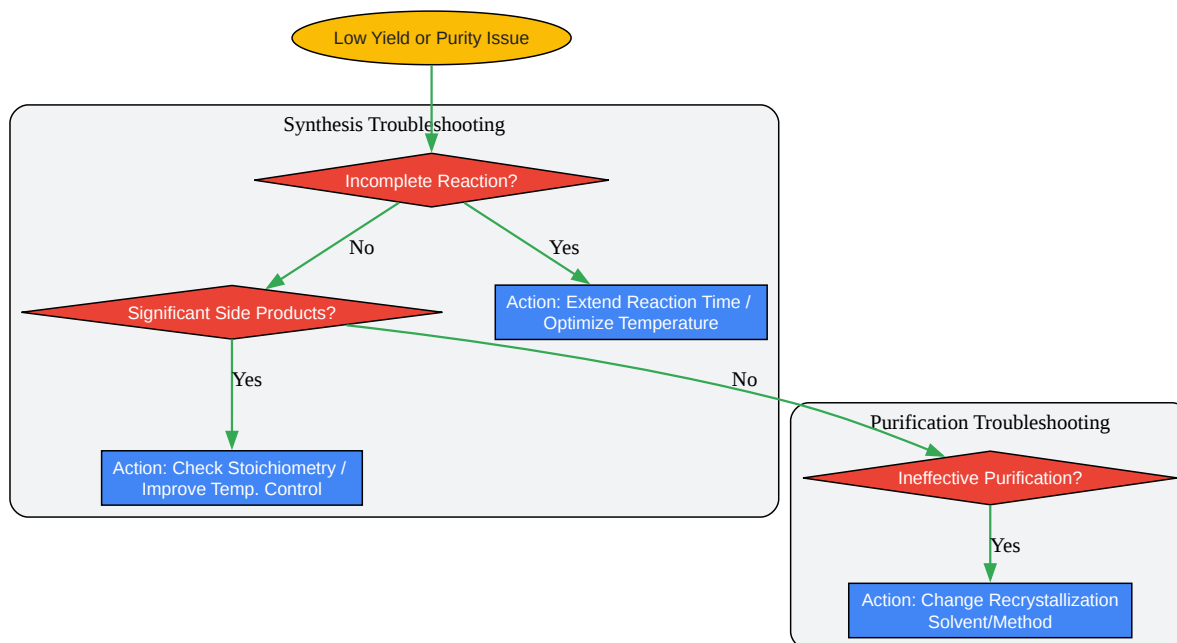 Low Yield or Purity Issue
Synthesis Troubleshooting
Incomplete Reaction?
No
Yes
Significant Side Products?
Action: Extend Reaction Time /
Optimize Temperature
Yes
No
Action: Check Stoichiometry /
Improve Temp. Control
Purification Troubleshooting
Ineffective Purification?
Yes
Action: Change Recrystallization
Solvent/Method